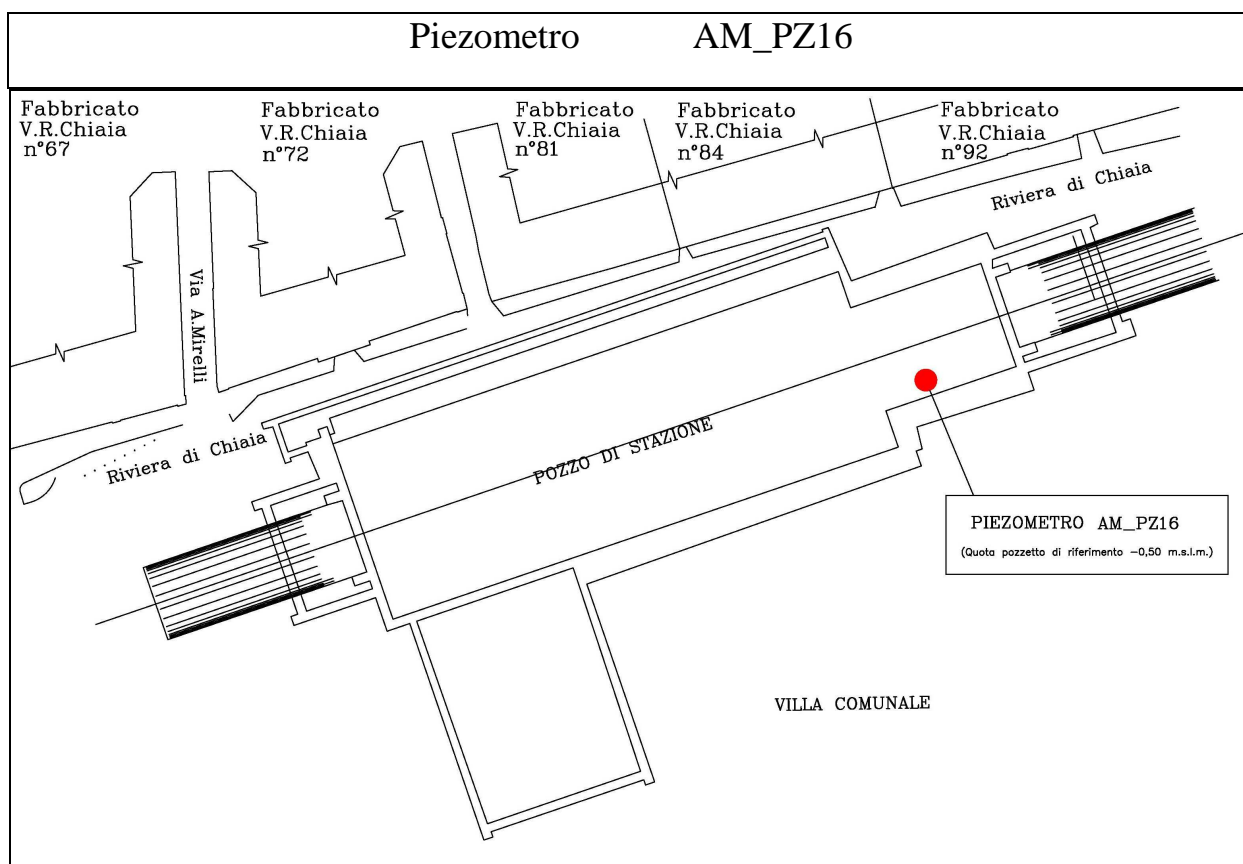 Piezometro AM_PZ16
Fabbricato
V.R.Chiaia
n°67
Fabbricato
V.R.Chiaia
n°72
Fabbricato
V.R.Chiaia
n°81
Fabbricato
V.R.Chiaia
n°84
Fabbricato
V.R.Chiaia
n°92
Riviera di Chiaia
Via A.Mirelli
Riviera di Chiaia
POZZO DI STAZIONE
PIEZOMETRO AM_PZ16
(Quota pozzetto di riferimento −0,50 m.s.l.m.)
VILLA COMUNALE